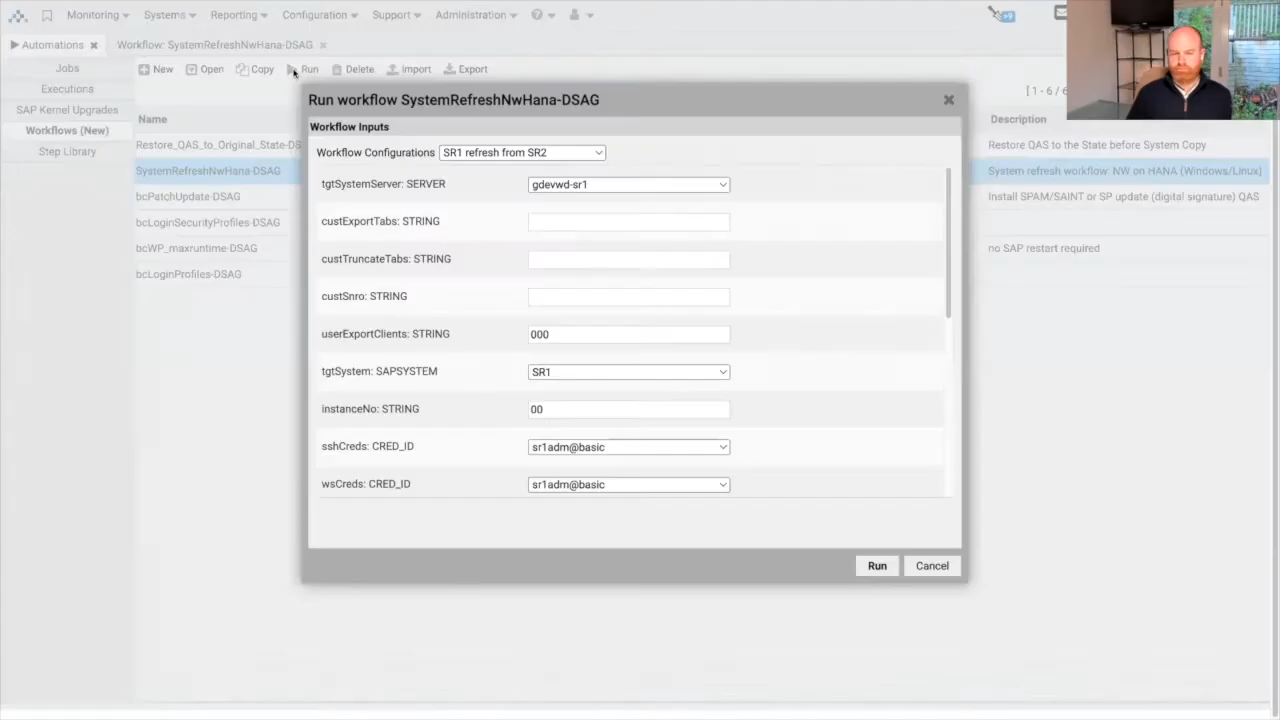 Monitoring Systems Reporting Configuration Support Administration +9
Automations Workflow: SystemRefreshNwHana-DSAG
Jobs
Executions
SAP Kernel Upgrades
Workflows (New)
Step Library
New Open Copy Run Delete Import Export
[ 1 - 6 / 6
Name Description
Restore_QAS_to_Original_State-DS Restore QAS to the State before System Copy
SystemRefreshNwHana-DSAG System refresh workflow: NW on HANA (Windows/Linux)
bcPatchUpdate-DSAG Install SPAM/SAINT or SP update (digital signature) QAS
bcLoginSecurityProfiles-DSAG
bcWP_maxruntime-DSAG no SAP restart required
bcLoginProfiles-DSAG
Run workflow SystemRefreshNwHana-DSAG
Workflow Inputs
Workflow Configurations SR1 refresh from SR2
tgtSystemServer: SERVER gdevwd-sr1
custExportTabs: STRING
custTruncateTabs: STRING
custSnro: STRING
userExportClients: STRING 000
tgtSystem: SAPSYSTEM SR1
instanceNo: STRING 00
sshCreds: CRED_ID sr1adm@basic
wsCreds: CRED_ID sr1adm@basic
Run Cancel